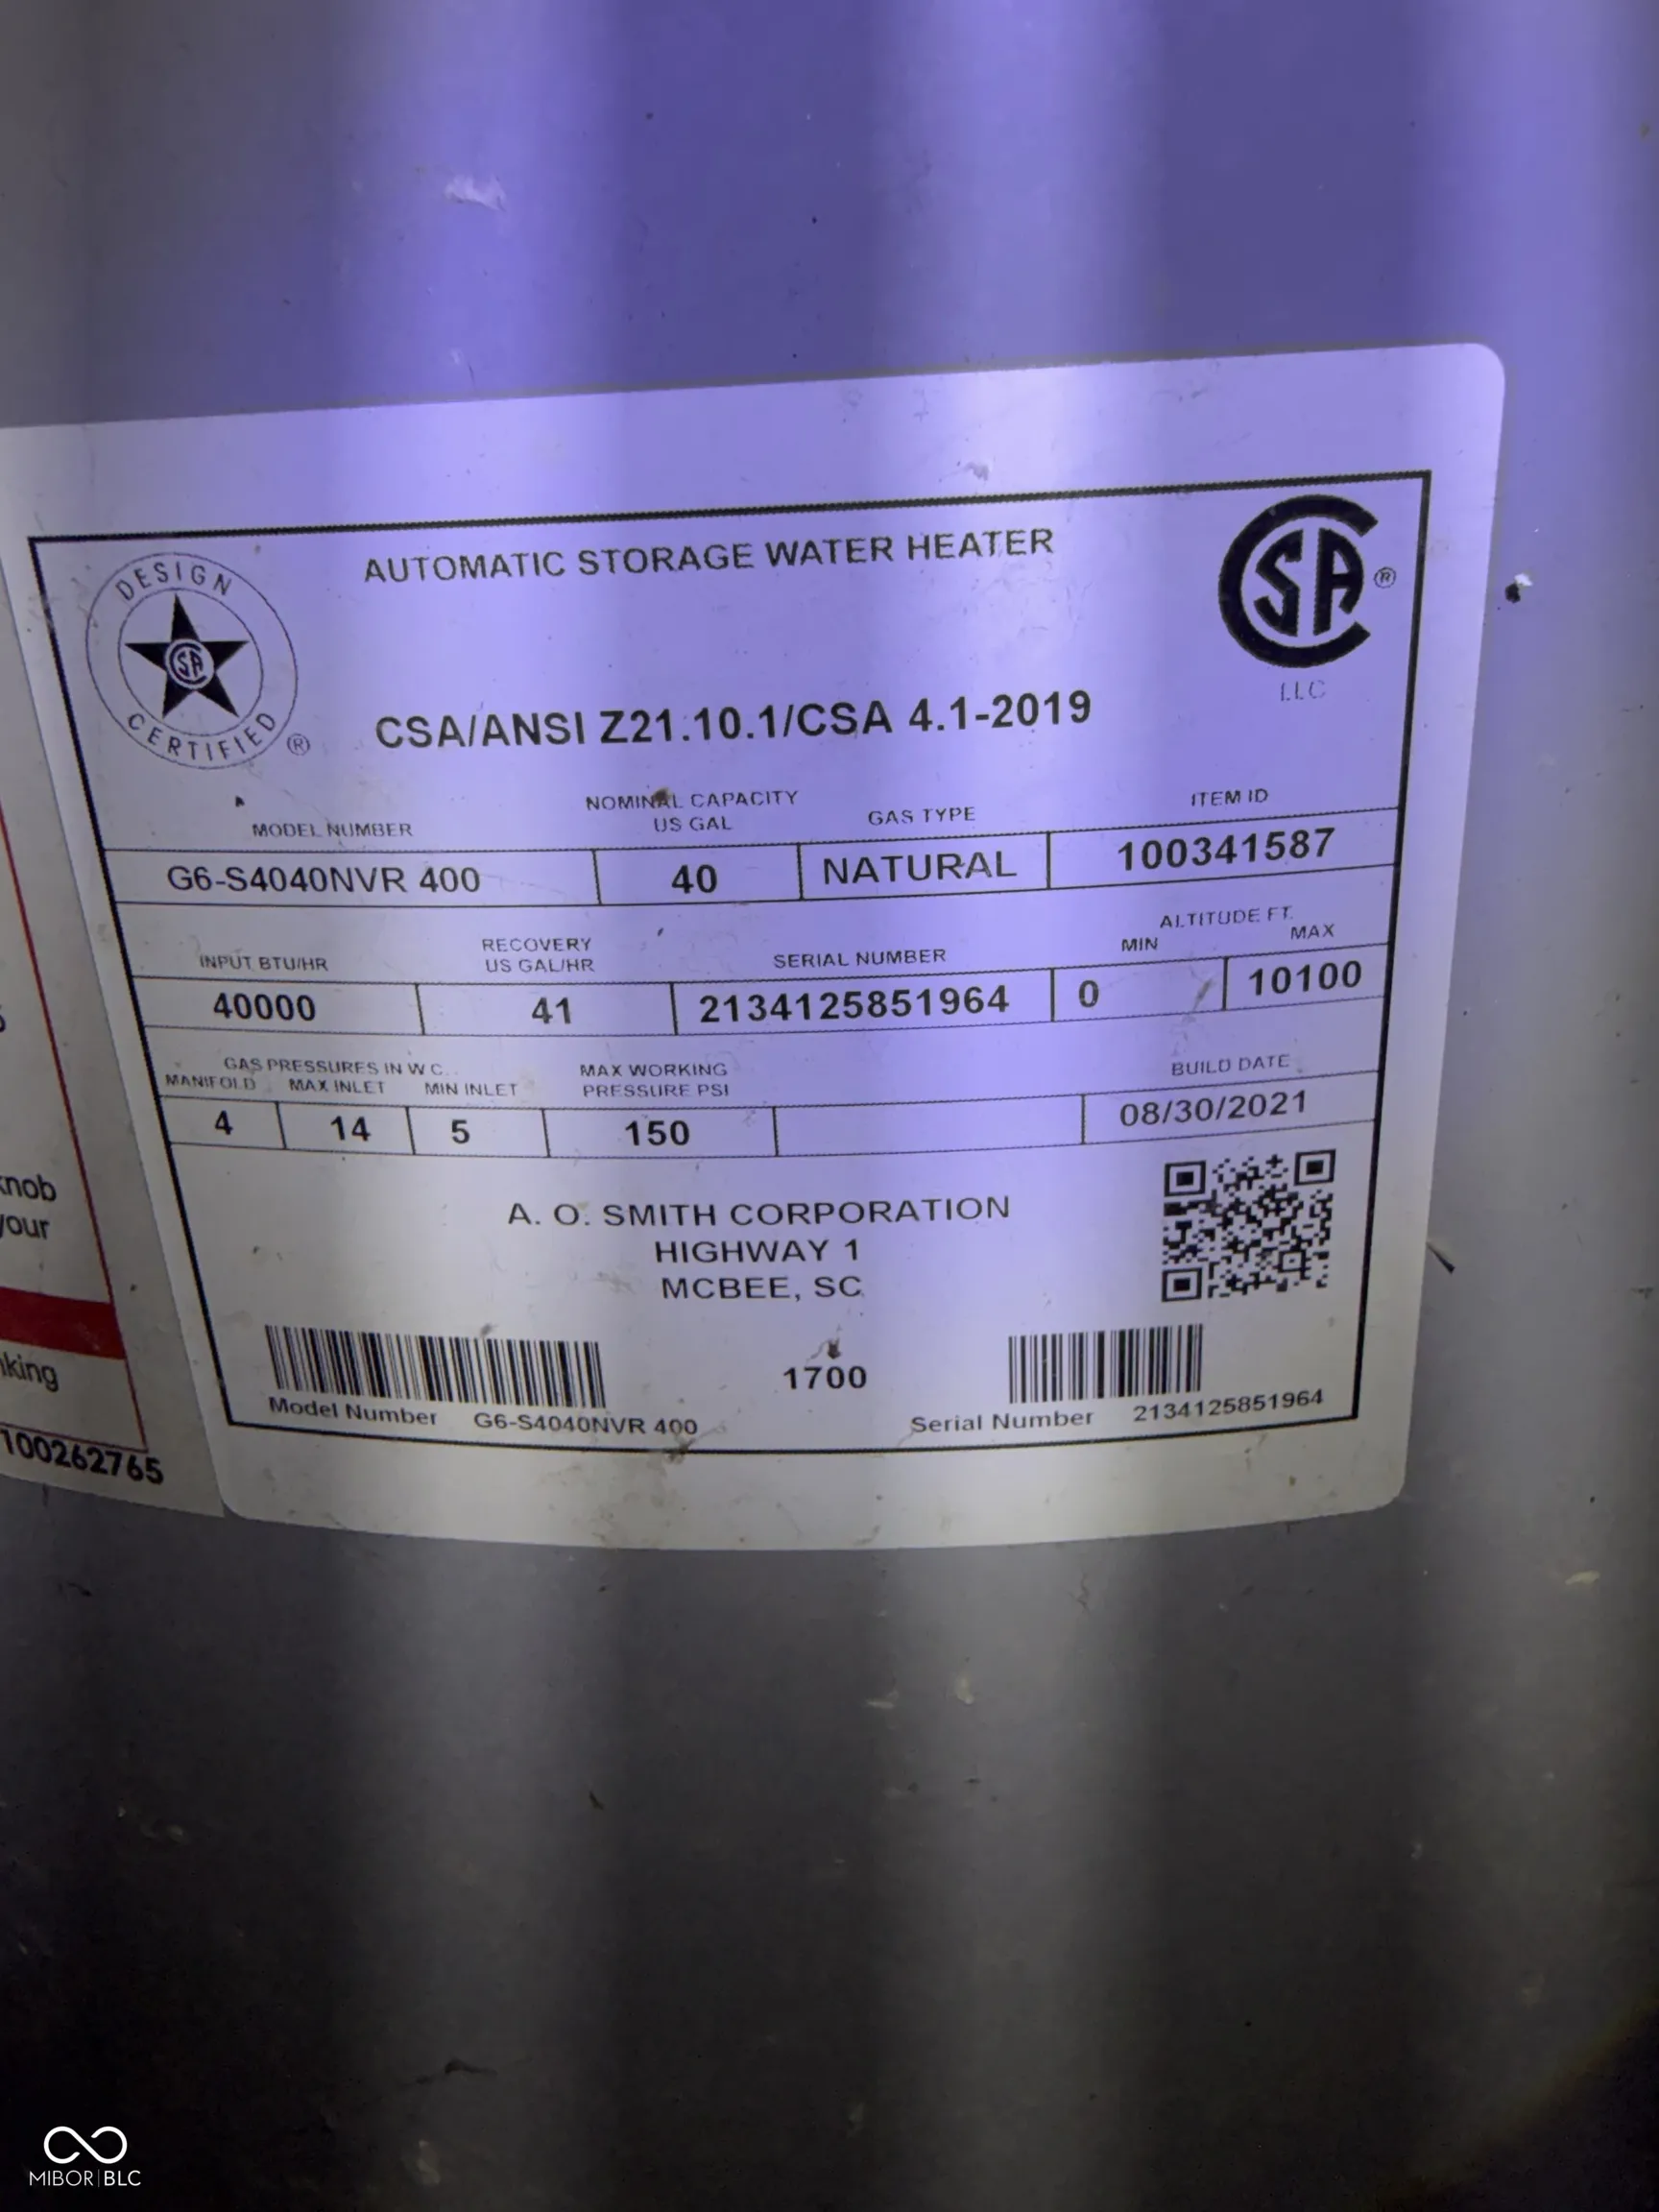 DESIGN
CSA
CERTIFIED ®
AUTOMATIC STORAGE WATER HEATER
CSA ®
LLC
CSA/ANSI Z21.10.1/CSA 4.1-2019
MODEL NUMBER
NOMINAL CAPACITY
US GAL
GAS TYPE
ITEM ID
G6-S4040NVR 400
40
NATURAL
100341587
INPUT BTU/HR
RECOVERY
US GAL/HR
SERIAL NUMBER
ALTITUDE FT.
MIN
MAX
40000
41
2134125851964
0
10100
GAS PRESSURES IN W C.
MANIFOLD
MAX INLET
MIN INLET
MAX WORKING
PRESSURE PSI
BUILD DATE
4
14
5
150
08/30/2021
A. O. SMITH CORPORATION
HIGHWAY 1
MCBEE, SC
1700
Model Number G6-S4040NVR 400
Serial Number 2134125851964
knob
your
100262765
MIBOR|BLC